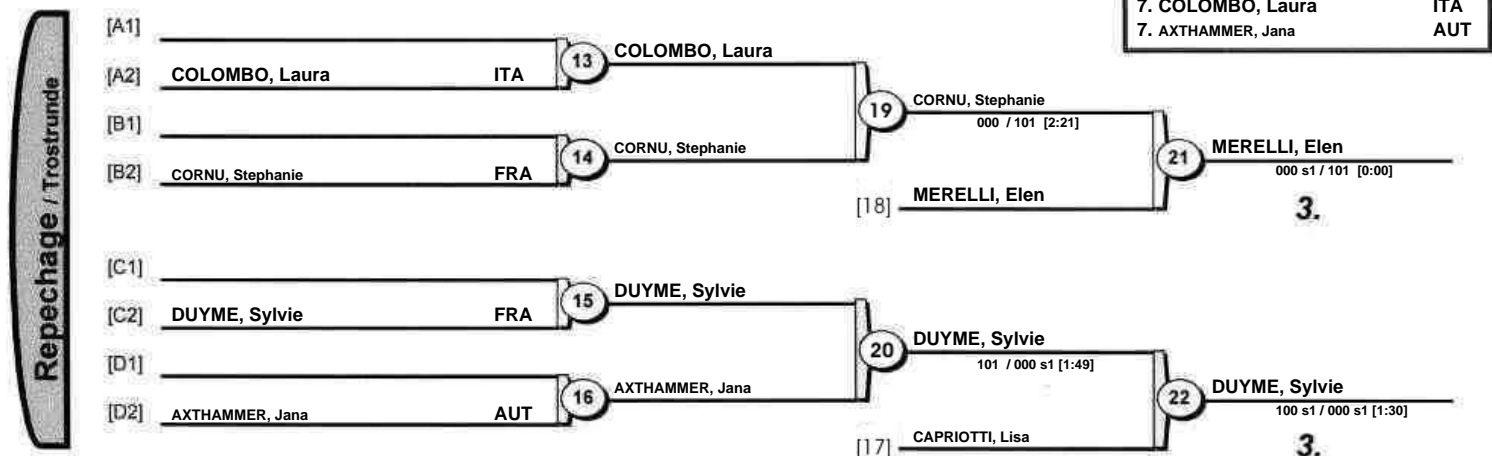 7. COLOMBO, Laura ITA
7. AXTHAMMER, Jana AUT
Repechage / Trostrunde
[A1]
[A2] COLOMBO, Laura ITA
13 COLOMBO, Laura
[B1]
[B2] CORNU, Stephanie FRA
14 CORNU, Stephanie
19 CORNU, Stephanie
000 / 101 [2:21]
[18] MERELLI, Elen
21 MERELLI, Elen
000 s1 / 101 [0:00]
3.
[C1]
[C2] DUYME, Sylvie FRA
15 DUYME, Sylvie
[D1]
[D2] AXTHAMMER, Jana AUT
16 AXTHAMMER, Jana
20 DUYME, Sylvie
101 / 000 s1 [1:49]
[17] CAPRIOTTI, Lisa
22 DUYME, Sylvie
100 s1 / 000 s1 [1:30]
3.